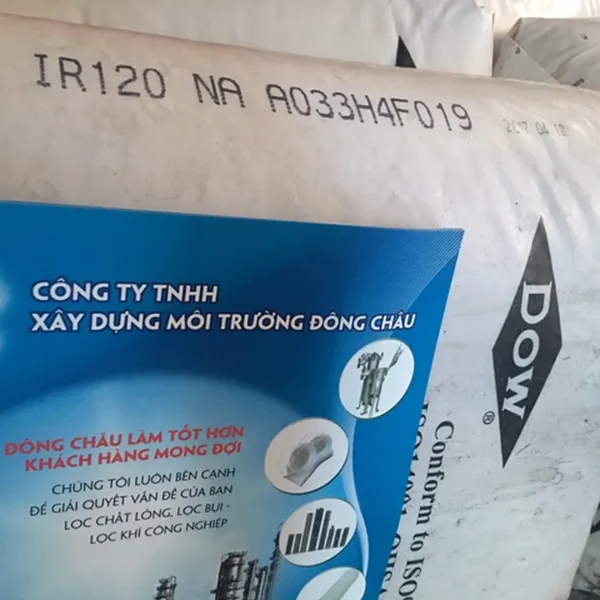 IR120 NA A033H4F019
2017 04 18
DOW®
Conform to
CÔNG TY TNHH
XÂY DỰNG MÔI TRƯỜNG ĐÔNG CHÂU
ĐÔNG CHÂU LÀM TỐT HƠN
KHÁCH HÀNG MONG ĐỢI
CHÚNG TÔI LUÔN BÊN CẠNH
ĐỂ GIẢI QUYẾT VẤN ĐỀ CỦA BẠN
LỌC CHẤT LỎNG, LỌC BỤI -
LỌC KHÍ CÔNG NGHIỆP